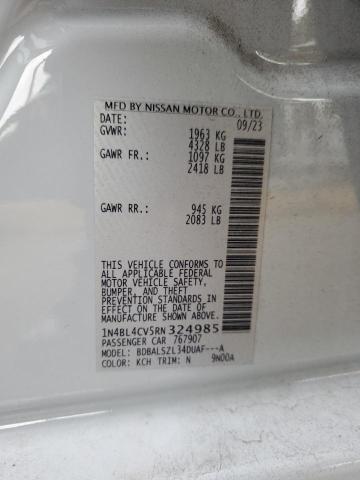 MFD BY NISSAN MOTOR CO., LTD.
DATE: 09/23
GVWR: 1963 KG
4328 LB
GAWR FR.: 1097 KG
2418 LB
GAWR RR.: 945 KG
2083 LB
THIS VEHICLE CONFORMS TO ALL
APPLICABLE U.S. FEDERAL
MOTOR VEHICLE SAFETY,
BUMPER, AND THEFT
PREVENTION STANDARDS IN
EFFECT ON THE DATE OF
MANUFACTURE SHOWN ABOVE.
1N4BL4CV5RN324985
PASSENGER CAR 767907
MODEL: BDBALSZL34DUAF---A
COLOR: KCH TRIM: N 9N00A